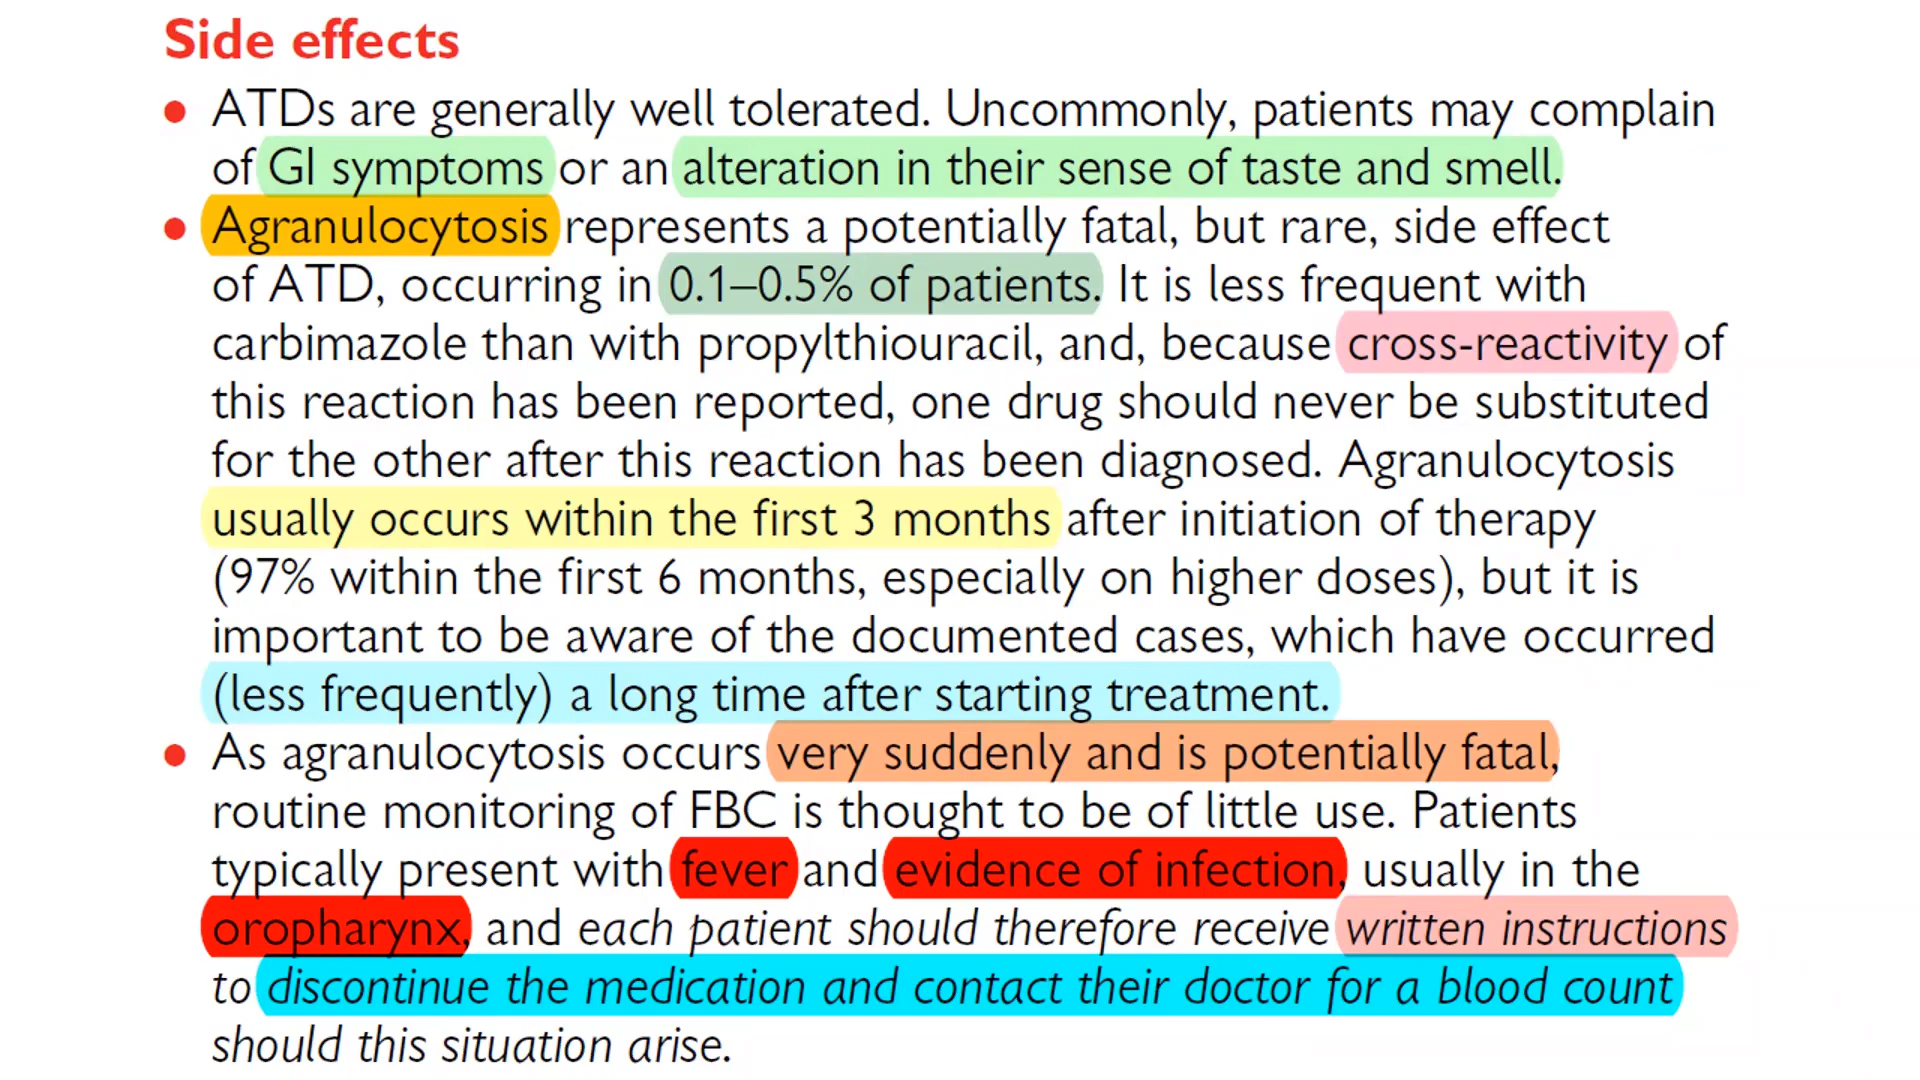 Side effects
● ATDs are generally well tolerated. Uncommonly, patients may complain
of GI symptoms or an alteration in their sense of taste and smell.
● Agranulocytosis represents a potentially fatal, but rare, side effect
of ATD, occurring in 0.1–0.5% of patients. It is less frequent with
carbimazole than with propylthiouracil, and, because cross-reactivity of
this reaction has been reported, one drug should never be substituted
for the other after this reaction has been diagnosed. Agranulocytosis
usually occurs within the first 3 months after initiation of therapy
(97% within the first 6 months, especially on higher doses), but it is
important to be aware of the documented cases, which have occurred
(less frequently) a long time after starting treatment.
● As agranulocytosis occurs very suddenly and is potentially fatal,
routine monitoring of FBC is thought to be of little use. Patients
typically present with fever and evidence of infection, usually in the
oropharynx, and each patient should therefore receive written instructions
to discontinue the medication and contact their doctor for a blood count
should this situation arise.